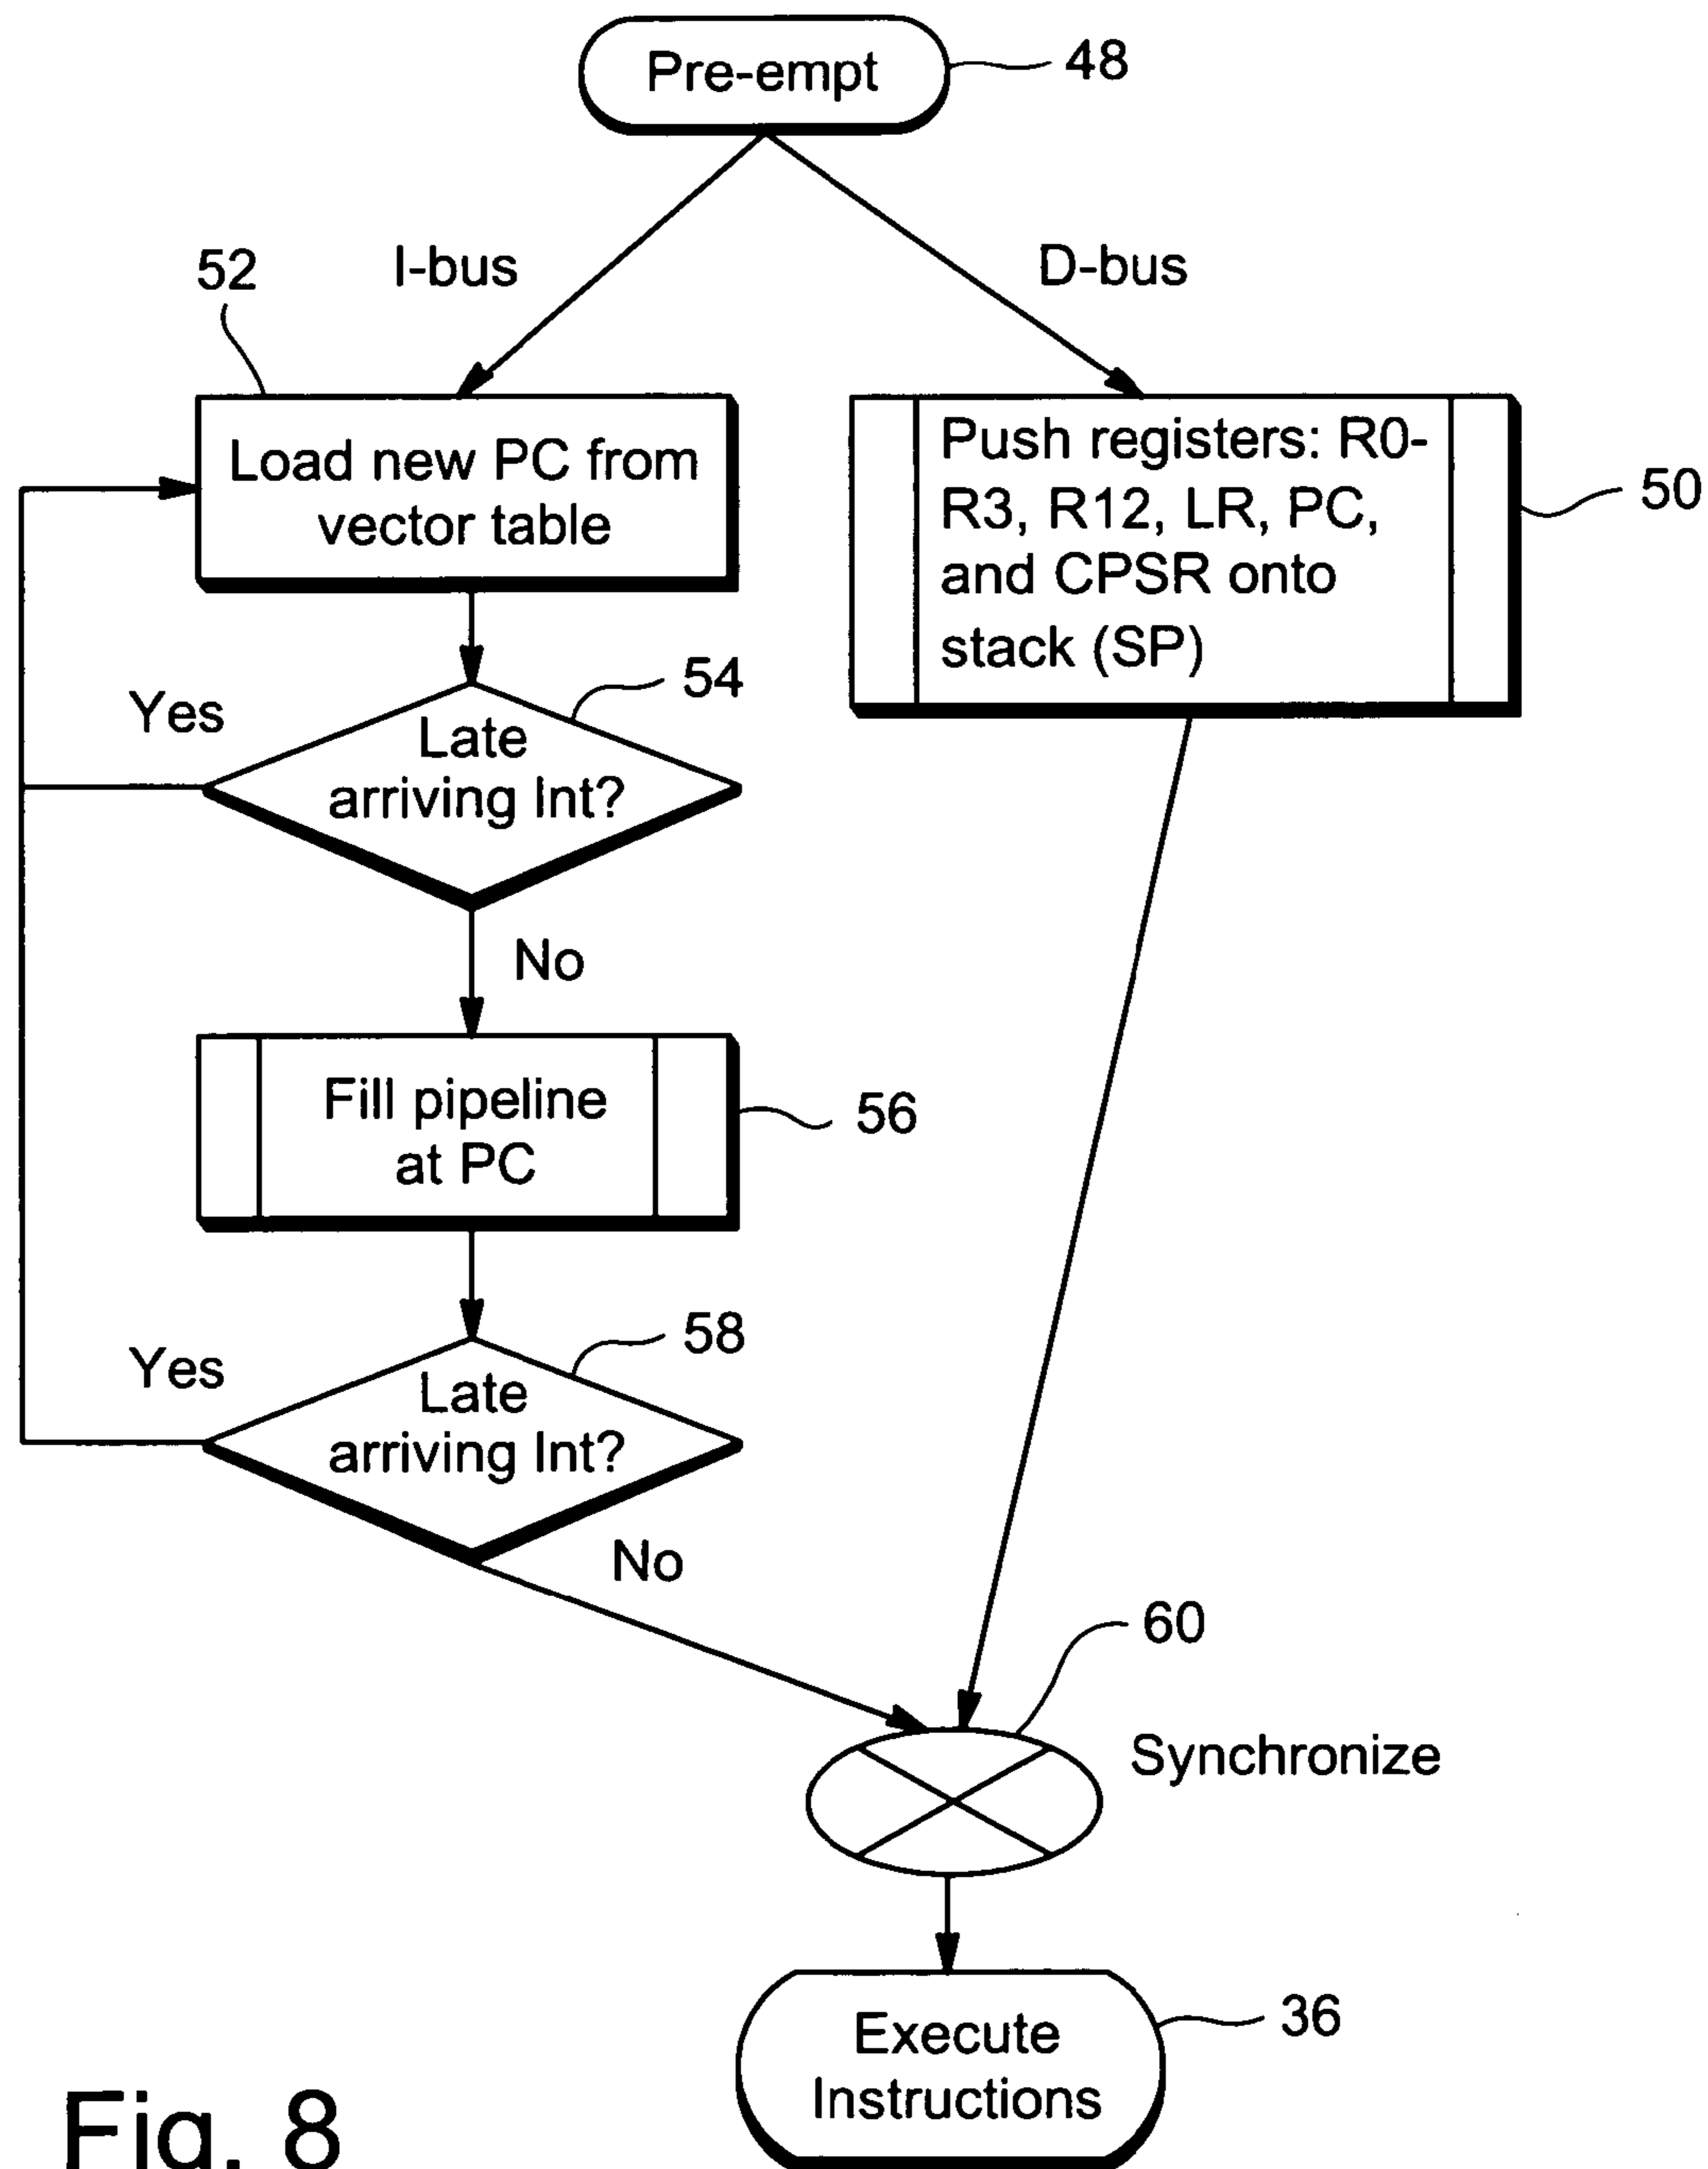 Pre-empt
48
I-bus
D-bus
52
Load new PC from
vector table
Push registers: R0-
R3, R12, LR, PC,
and CPSR onto
stack (SP)
50
Yes
54
Late
arriving Int?
No
Fill pipeline
at PC
56
Yes
58
Late
arriving Int?
No
60
Synchronize
Execute
Instructions
36
Fig. 8